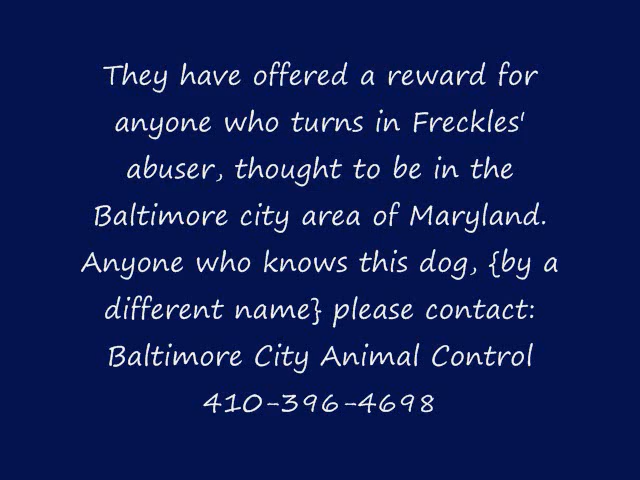 They have offered a reward for
anyone who turns in Freckles'
abuser, thought to be in the
Baltimore city area of Maryland.
Anyone who knows this dog, {by a
different name} please contact:
Baltimore City Animal Control
410-396-4698